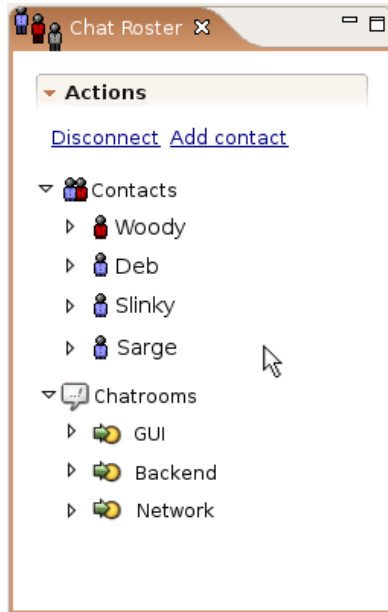 Chat Roster
Actions
Disconnect Add contact
Contacts
Woody
Deb
Slinky
Sarge
Chatrooms
GUI
Backend
Network